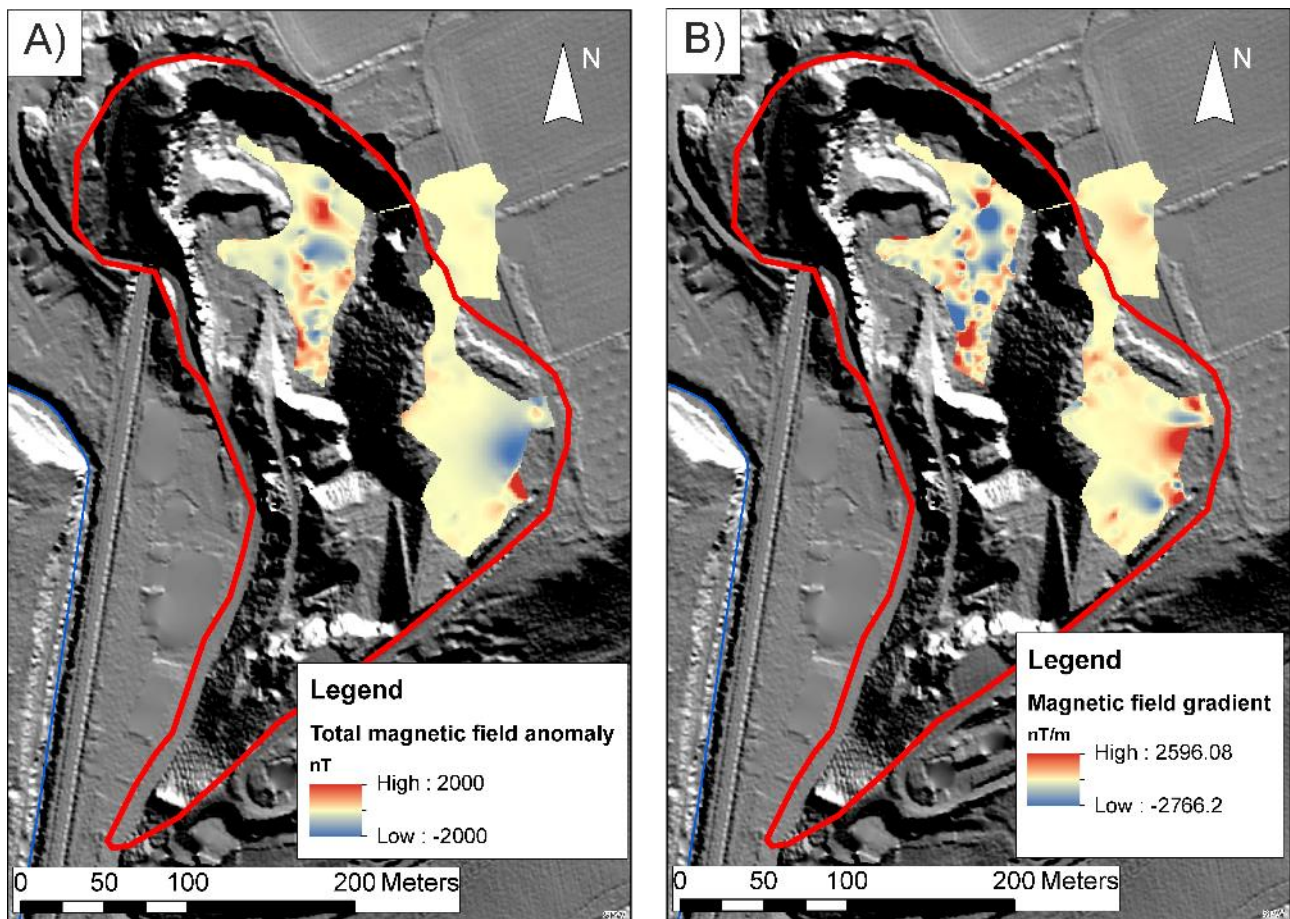 A)
N
Legend
Total magnetic field anomaly
nT
High : 2000
Low : -2000
0 50 100 200 Meters
B)
N
Legend
Magnetic field gradient
nT/m
High : 2596.08
Low : -2766.2
0 50 100 200 Meters